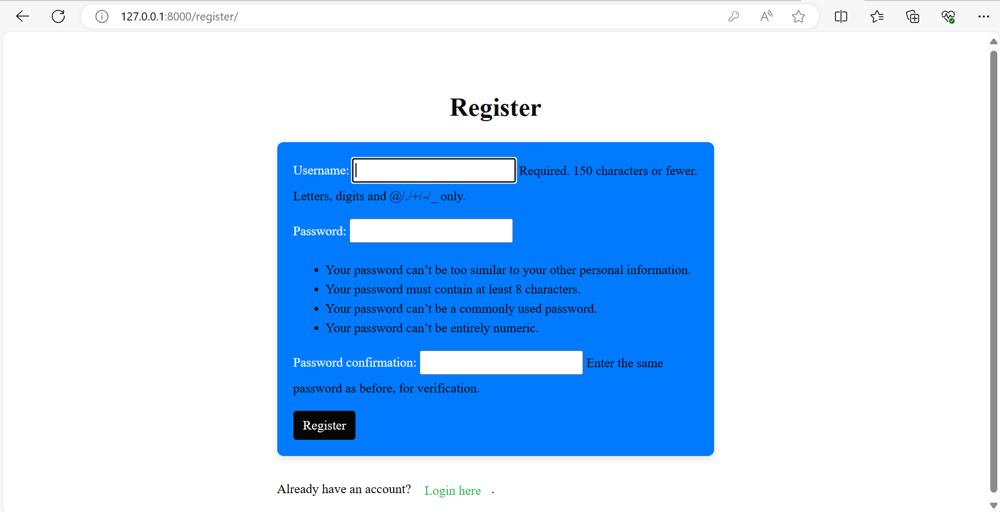 127.0.0.1:8000/register/
Register
Username: Required. 150 characters or fewer.
Letters, digits and @/./+/-/_ only.
Password:
• Your password can’t be too similar to your other personal information.
• Your password must contain at least 8 characters.
• Your password can’t be a commonly used password.
• Your password can’t be entirely numeric.
Password confirmation: Enter the same
password as before, for verification.
Register
Already have an account? Login here .